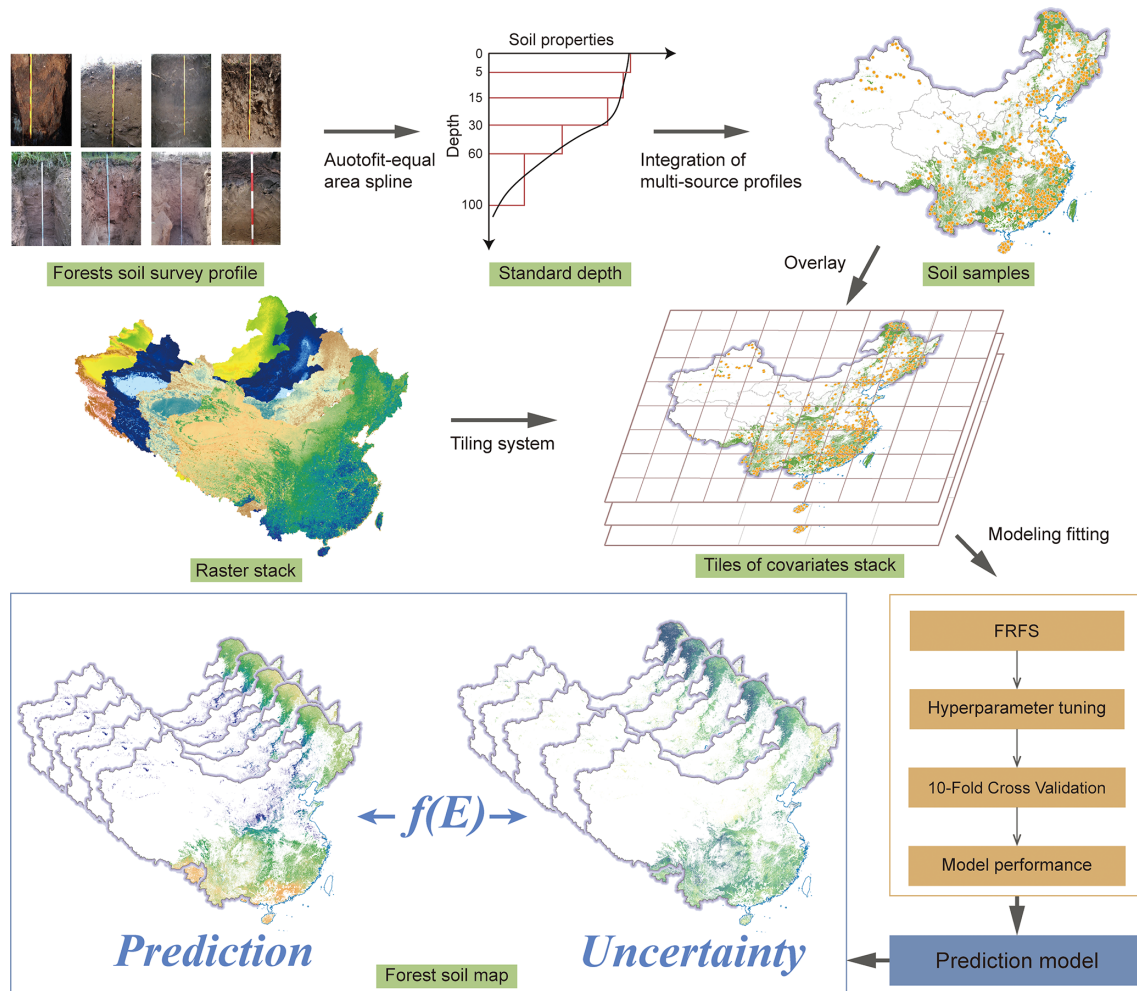 Soil properties
0
5
15
30
60
100
Depth
Auotofit-equal
area spline
Integration of
multi-source profiles
Forests soil survey profile
Standard depth
Soil samples
Overlay
Tiling system
Raster stack
Tiles of covariates stack
Modeling fitting
FRFS
Hyperparameter tuning
10-Fold Cross Validation
Model performance
Prediction model
f(E)
Prediction
Uncertainty
Forest soil map